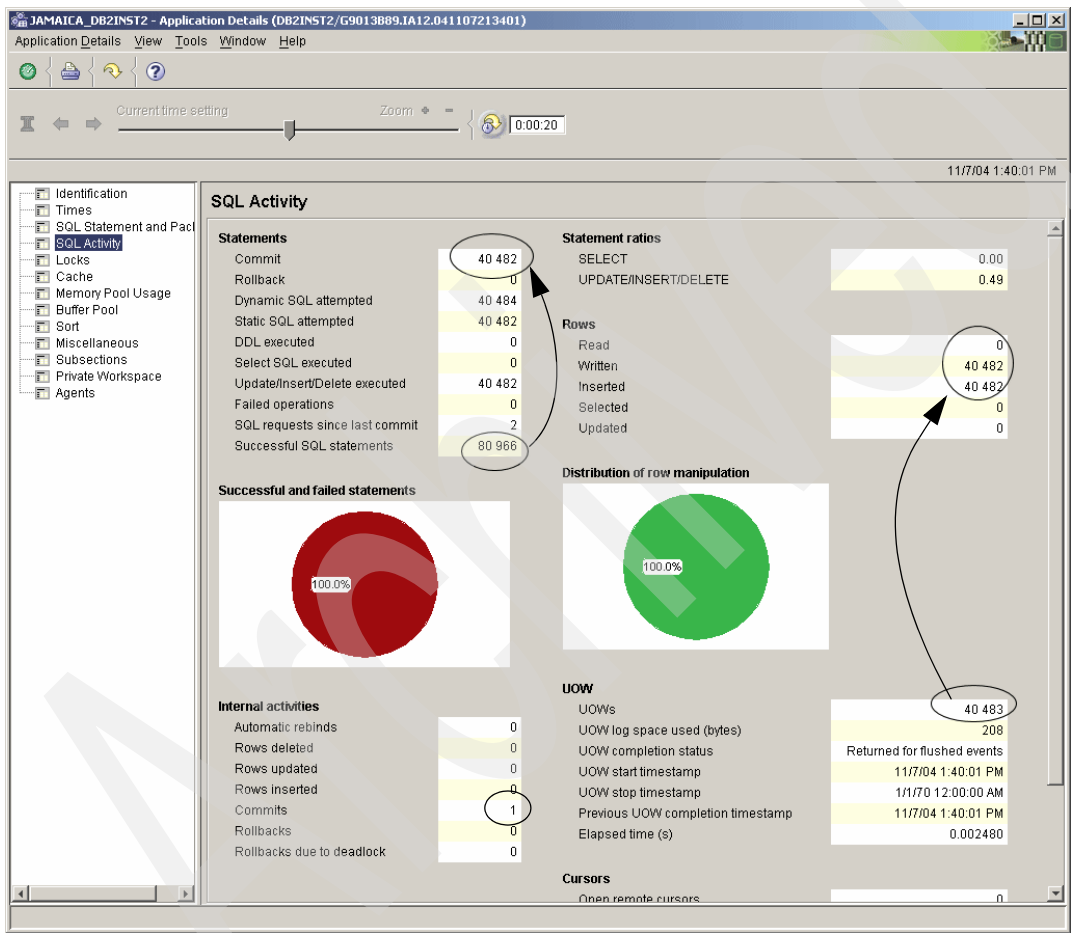 JAMAICA_DB2INST2 - Application Details (DB2INST2/G9013B89.IA12.041107213401)
Application Details View Tools Window Help
Current time setting
Zoom + -
0:00:20
11/7/04 1:40:01 PM
Identification
Times
SQL Statement and Pacl
SQL Activity
Locks
Cache
Memory Pool Usage
Buffer Pool
Sort
Miscellaneous
Subsections
Private Workspace
Agents
SQL Activity
Statements
Commit 40 482
Rollback 0
Dynamic SQL attempted 40 484
Static SQL attempted 40 482
DDL executed 0
Select SQL executed 0
Update/Insert/Delete executed 40 482
Failed operations 0
SQL requests since last commit 2
Successful SQL statements 80 966
Successful and failed statements
100.0%
Internal activities
Automatic rebinds 0
Rows deleted 0
Rows updated 0
Rows inserted 0
Commits 1
Rollbacks 0
Rollbacks due to deadlock 0
Statement ratios
SELECT 0.00
UPDATE/INSERT/DELETE 0.49
Rows
Read 0
Written 40 482
Inserted 40 482
Selected 0
Updated 0
Distribution of row manipulation
100.0%
UOW
UOWs 40 483
UOW log space used (bytes) 208
UOW completion status Returned for flushed events
UOW start timestamp 11/7/04 1:40:01 PM
UOW stop timestamp 1/1/70 12:00:00 AM
Previous UOW completion timestamp 11/7/04 1:40:01 PM
Elapsed time (s) 0.002480
Cursors
Open remote cursors 0